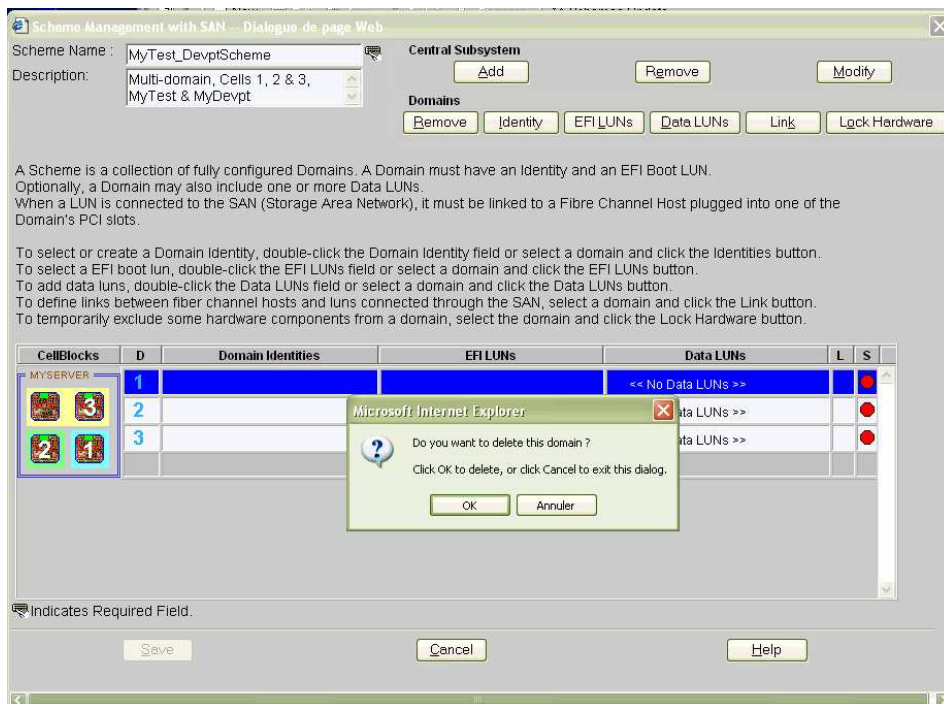 Scheme Management with SAN -- Dialogue de page Web
Scheme Name :
MyTest_DevptScheme
Description:
Multi-domain, Cells 1, 2 & 3,
MyTest & MyDevpt
Central Subsystem
Add
Remove
Modify
Domains
Remove
Identity
EFI LUNs
Data LUNs
Link
Lock Hardware
A Scheme is a collection of fully configured Domains. A Domain must have an Identity and an EFI Boot LUN.
Optionally, a Domain may also include one or more Data LUNs.
When a LUN is connected to the SAN (Storage Area Network), it must be linked to a Fibre Channel Host plugged into one of the
Domain's PCI slots.
To select or create a Domain Identity, double-click the Domain Identity field or select a domain and click the Identities button.
To select a EFI boot lun, double-click the EFI LUNs field or select a domain and click the EFI LUNs button.
To add data luns, double-click the Data LUNs field or select a domain and click the Data LUNs button.
To define links between fiber channel hosts and luns connected through the SAN, select a domain and click the Link button.
To temporarily exclude some hardware components from a domain, select the domain and click the Lock Hardware button.
CellBlocks D Domain Identities EFI LUNs Data LUNs L S
MYSERVER
3
2 1
1 << No Data LUNs >>
2 ata LUNs >>
3 ata LUNs >>
Microsoft Internet Explorer
Do you want to delete this domain ?
Click OK to delete, or click Cancel to exit this dialog.
OK
Annuler
Indicates Required Field.
Save
Cancel
Help